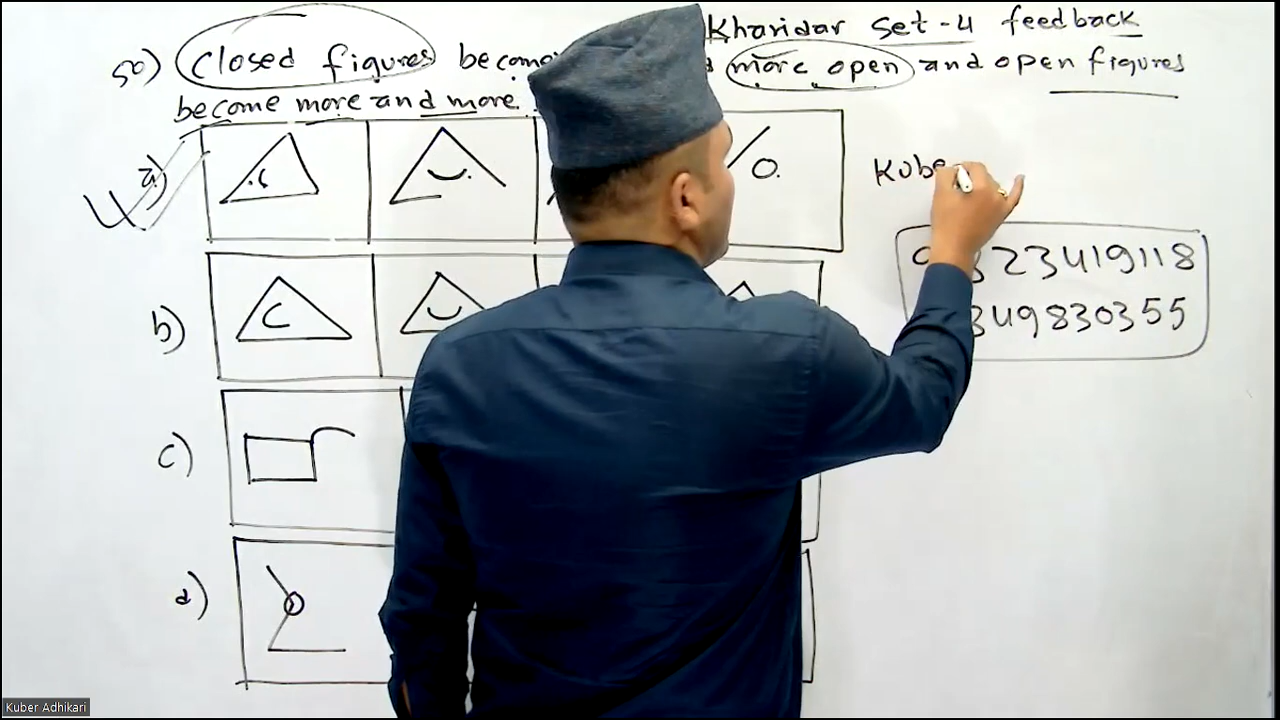 Kharidar Set-4 feedback
50) Closed figures become more open and open figures
become more and more
a)
Kube
23419118
b)
349830355
c)
d)
Kuber Adhikari